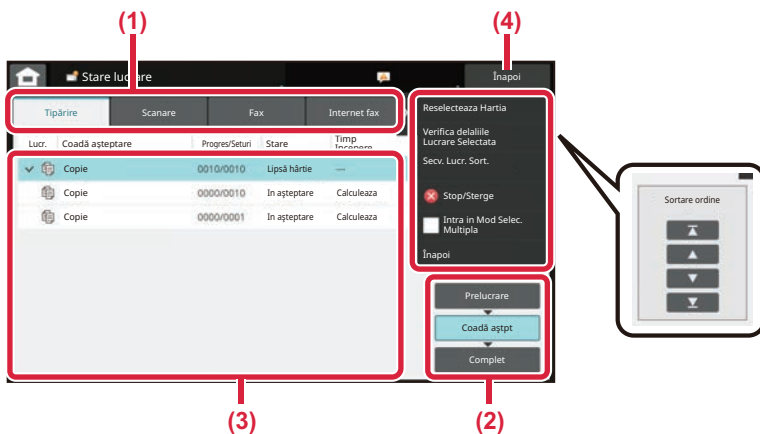 (1)
(4)
Stare lucrare
Înapoi
Tipărire
Scanare
Fax
Internet fax
Lucr.
Coadă așteptare
Progres/Seturi
Stare
Timp
Incepere
Copie
0010/0010
Lipsă hârtie
—
Copie
0000/0010
In așteptare
Calculeaza
Copie
0000/0001
In așteptare
Calculeaza
Reselecteaza Hartia
Verifica delaliile
Lucrare Selectata
Secv. Lucr. Sort.
Stop/Sterge
Intra in Mod Selec.
Multipla
Înapoi
Prelucrare
Coadă aștpt
Complet
Sortare ordine
(3)
(2)